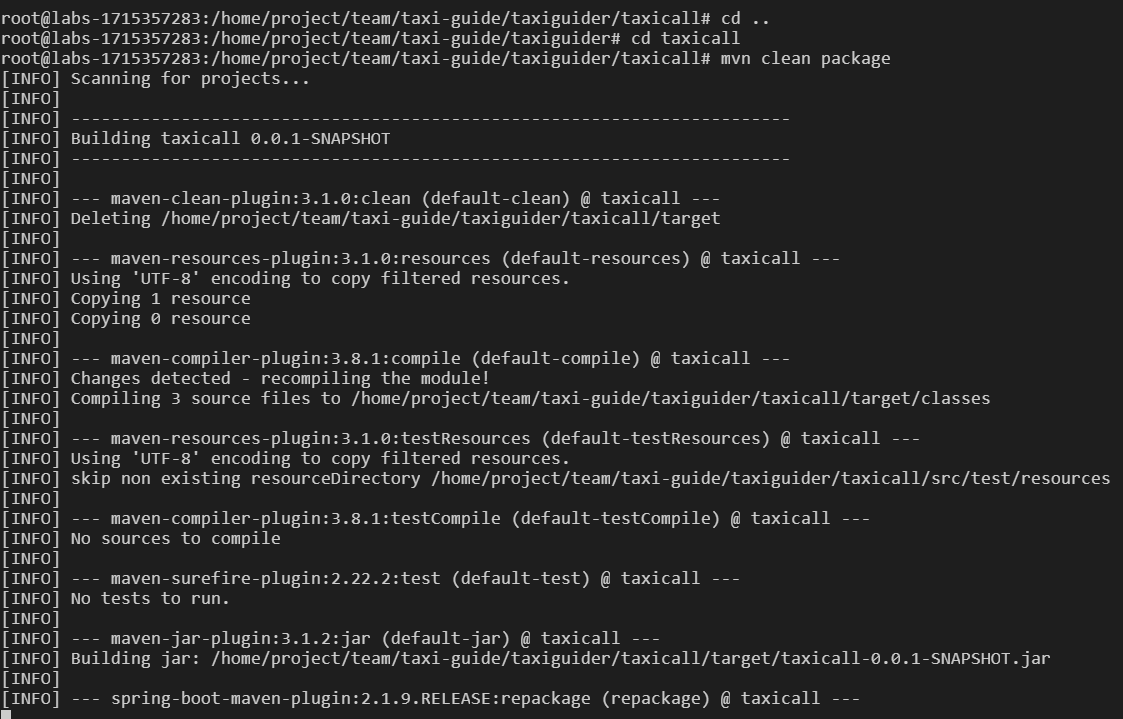 root@labs-1715357283:/home/project/team/taxi-guide/taxiguider/taxicall# cd ..
root@labs-1715357283:/home/project/team/taxi-guide/taxiguider# cd taxicall
root@labs-1715357283:/home/project/team/taxi-guide/taxiguider/taxicall# mvn clean package
[INFO] Scanning for projects...
[INFO]
[INFO] ------------------------------------------------------------------------
[INFO] Building taxicall 0.0.1-SNAPSHOT
[INFO] ------------------------------------------------------------------------
[INFO]
[INFO] --- maven-clean-plugin:3.1.0:clean (default-clean) @ taxicall ---
[INFO] Deleting /home/project/team/taxi-guide/taxiguider/taxicall/target
[INFO]
[INFO] --- maven-resources-plugin:3.1.0:resources (default-resources) @ taxicall ---
[INFO] Using 'UTF-8' encoding to copy filtered resources.
[INFO] Copying 1 resource
[INFO] Copying 0 resource
[INFO]
[INFO] --- maven-compiler-plugin:3.8.1:compile (default-compile) @ taxicall ---
[INFO] Changes detected - recompiling the module!
[INFO] Compiling 3 source files to /home/project/team/taxi-guide/taxiguider/taxicall/target/classes
[INFO]
[INFO] --- maven-resources-plugin:3.1.0:testResources (default-testResources) @ taxicall ---
[INFO] Using 'UTF-8' encoding to copy filtered resources.
[INFO] skip non existing resourceDirectory /home/project/team/taxi-guide/taxiguider/taxicall/src/test/resources
[INFO]
[INFO] --- maven-compiler-plugin:3.8.1:testCompile (default-testCompile) @ taxicall ---
[INFO] No sources to compile
[INFO]
[INFO] --- maven-surefire-plugin:2.22.2:test (default-test) @ taxicall ---
[INFO] No tests to run.
[INFO]
[INFO] --- maven-jar-plugin:3.1.2:jar (default-jar) @ taxicall ---
[INFO] Building jar: /home/project/team/taxi-guide/taxiguider/taxicall/target/taxicall-0.0.1-SNAPSHOT.jar
[INFO]
[INFO] --- spring-boot-maven-plugin:2.1.9.RELEASE:repackage (repackage) @ taxicall ---